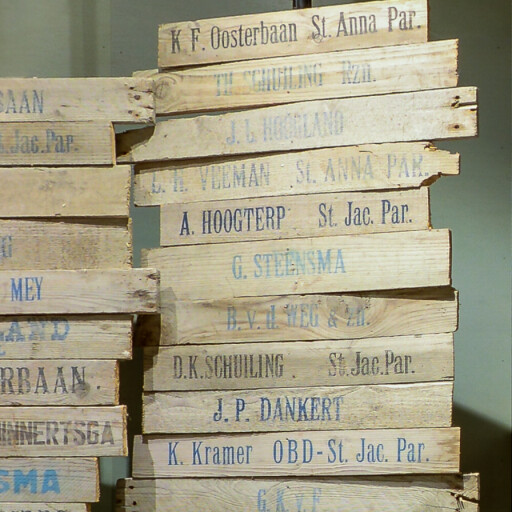 K F. Oosterbaan St. Anna Par.
TH SCHUILING Rzn.
J. L HOOGLAND
VEEMAN St. ANNA PAR.
A. HOOGTERP St. Jac. Par.
G. STEENSMA
B. v. d. WEG & Zn.
D.K. SCHUILING. St. Jac. Par.
J. P. DANKERT
K. Kramer OBD-St. Jac. Par.
G. K. v. F
BAAN
. Jac. Par.
G
MEY
LAND
RBAAN.
INNERTSGA
SMA